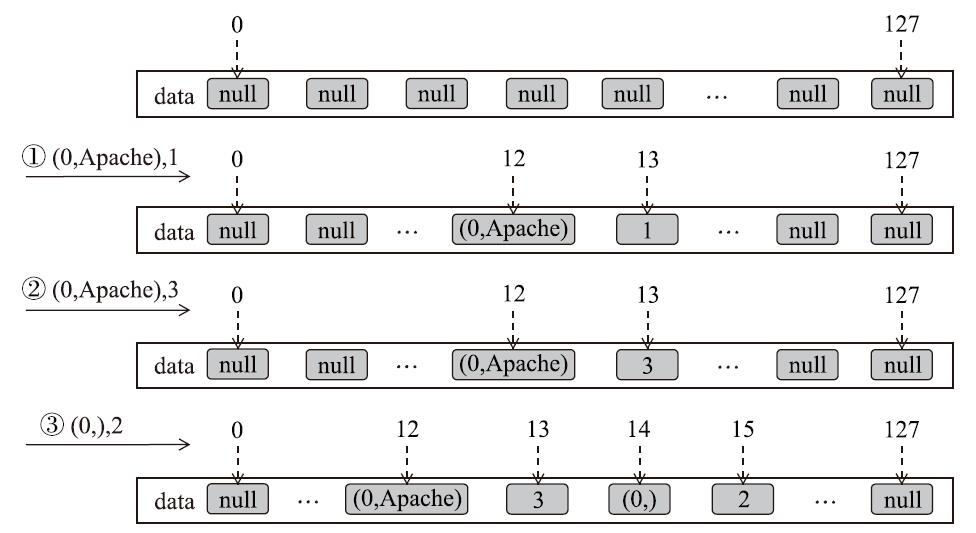 0 127
data null null null null null … null null
① (0,Apache),1 0 12 13 127
data null null … (0,Apache) 1 … null null
② (0,Apache),3 0 12 13 127
data null null … (0,Apache) 3 … null null
③ (0,),2 0 12 13 14 15 127
data null … (0,Apache) 3 (0,) 2 … null